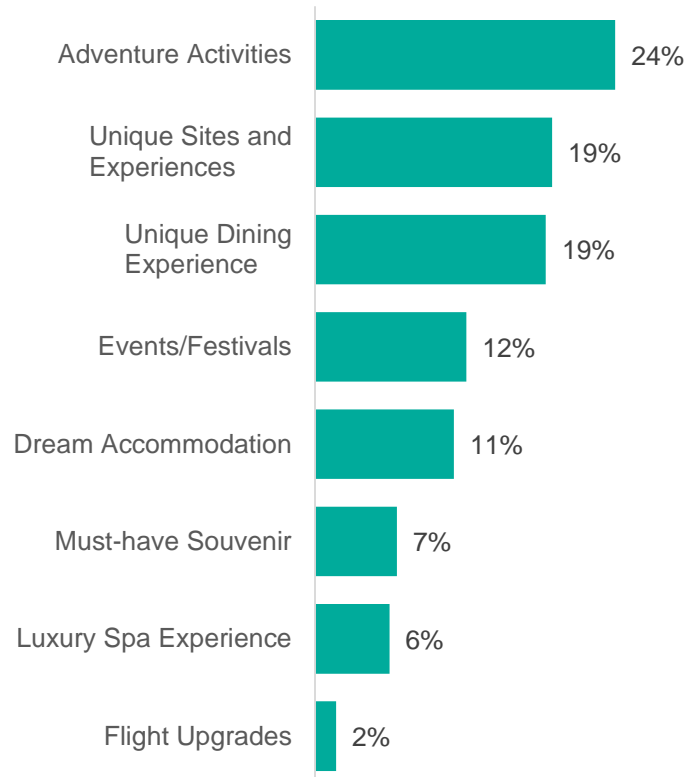 Adventure Activities 24%
Unique Sites and
Experiences 19%
Unique Dining
Experience 19%
Events/Festivals 12%
Dream Accommodation 11%
Must-have Souvenir 7%
Luxury Spa Experience 6%
Flight Upgrades 2%